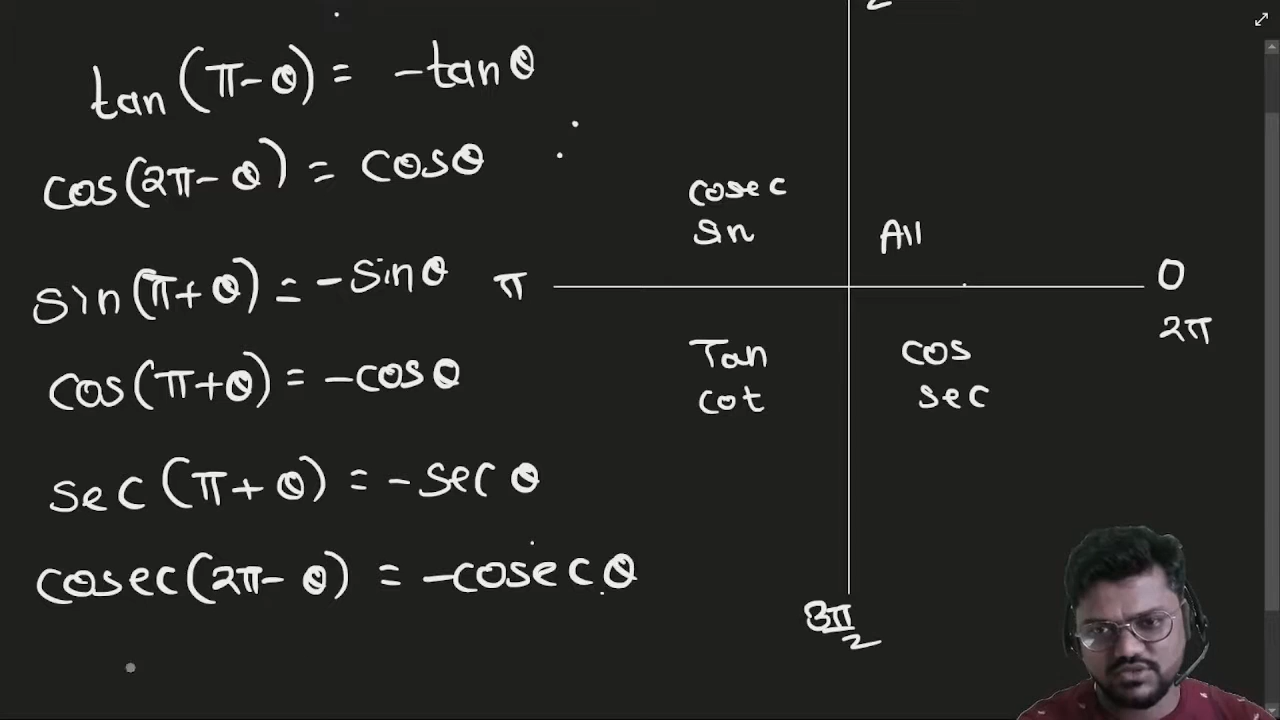 tan(π-θ) = -tanθ
cos(2π-θ) = cosθ
sin(π+θ) = -sinθ
cos(π+θ) = -cosθ
sec(π+θ) = -secθ
cosec(2π-θ) = -cosecθ
2
cosec
sin
All
π
0
2π
Tan
cot
cos
sec
3π
2